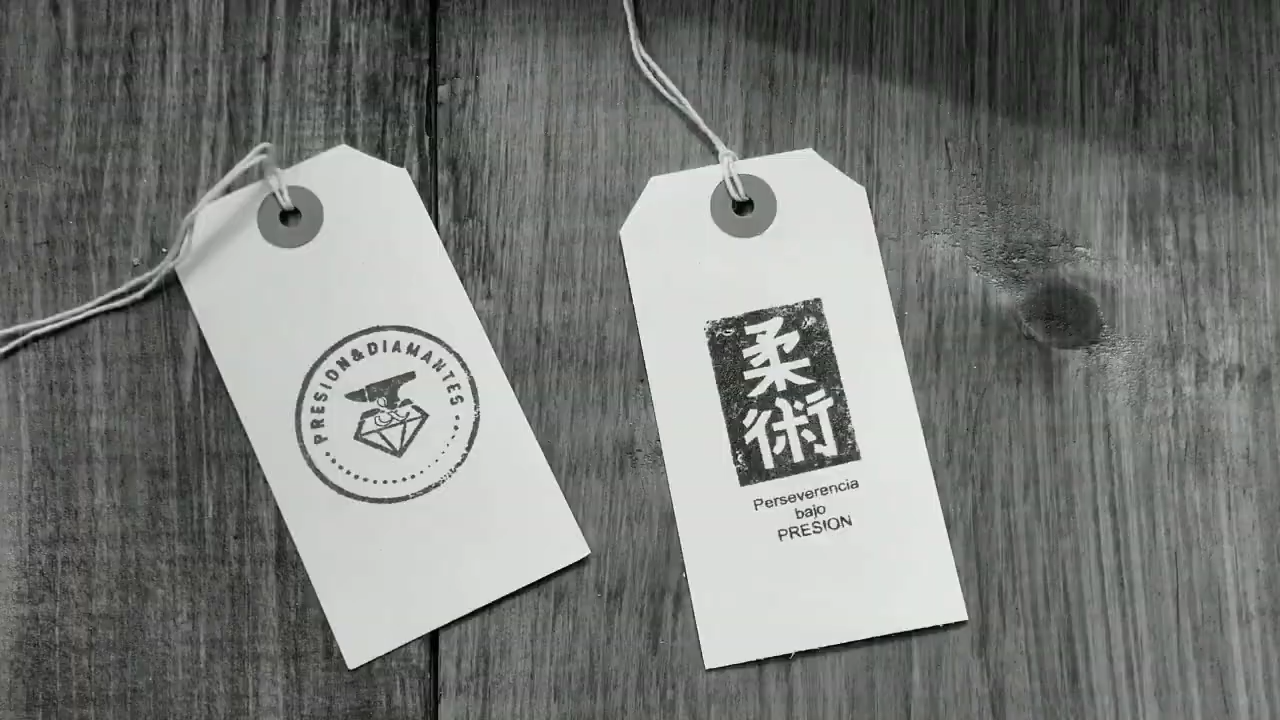 PRESION&DIAMANTES
柔
術
Perseverencia
bajo
PRESION